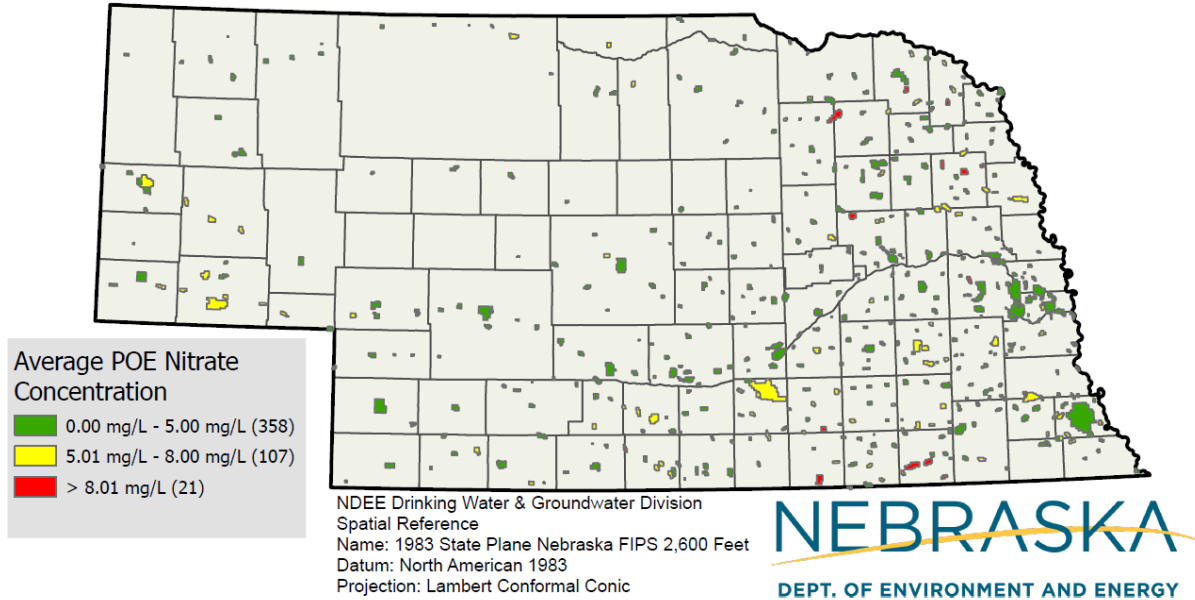 Average POE Nitrate
Concentration
0.00 mg/L - 5.00 mg/L (358)
5.01 mg/L - 8.00 mg/L (107)
> 8.01 mg/L (21)
NDEE Drinking Water & Groundwater Division
Spatial Reference
Name: 1983 State Plane Nebraska FIPS 2,600 Feet
Datum: North American 1983
Projection: Lambert Conformal Conic
NEBRASKA
DEPT. OF ENVIRONMENT AND ENERGY